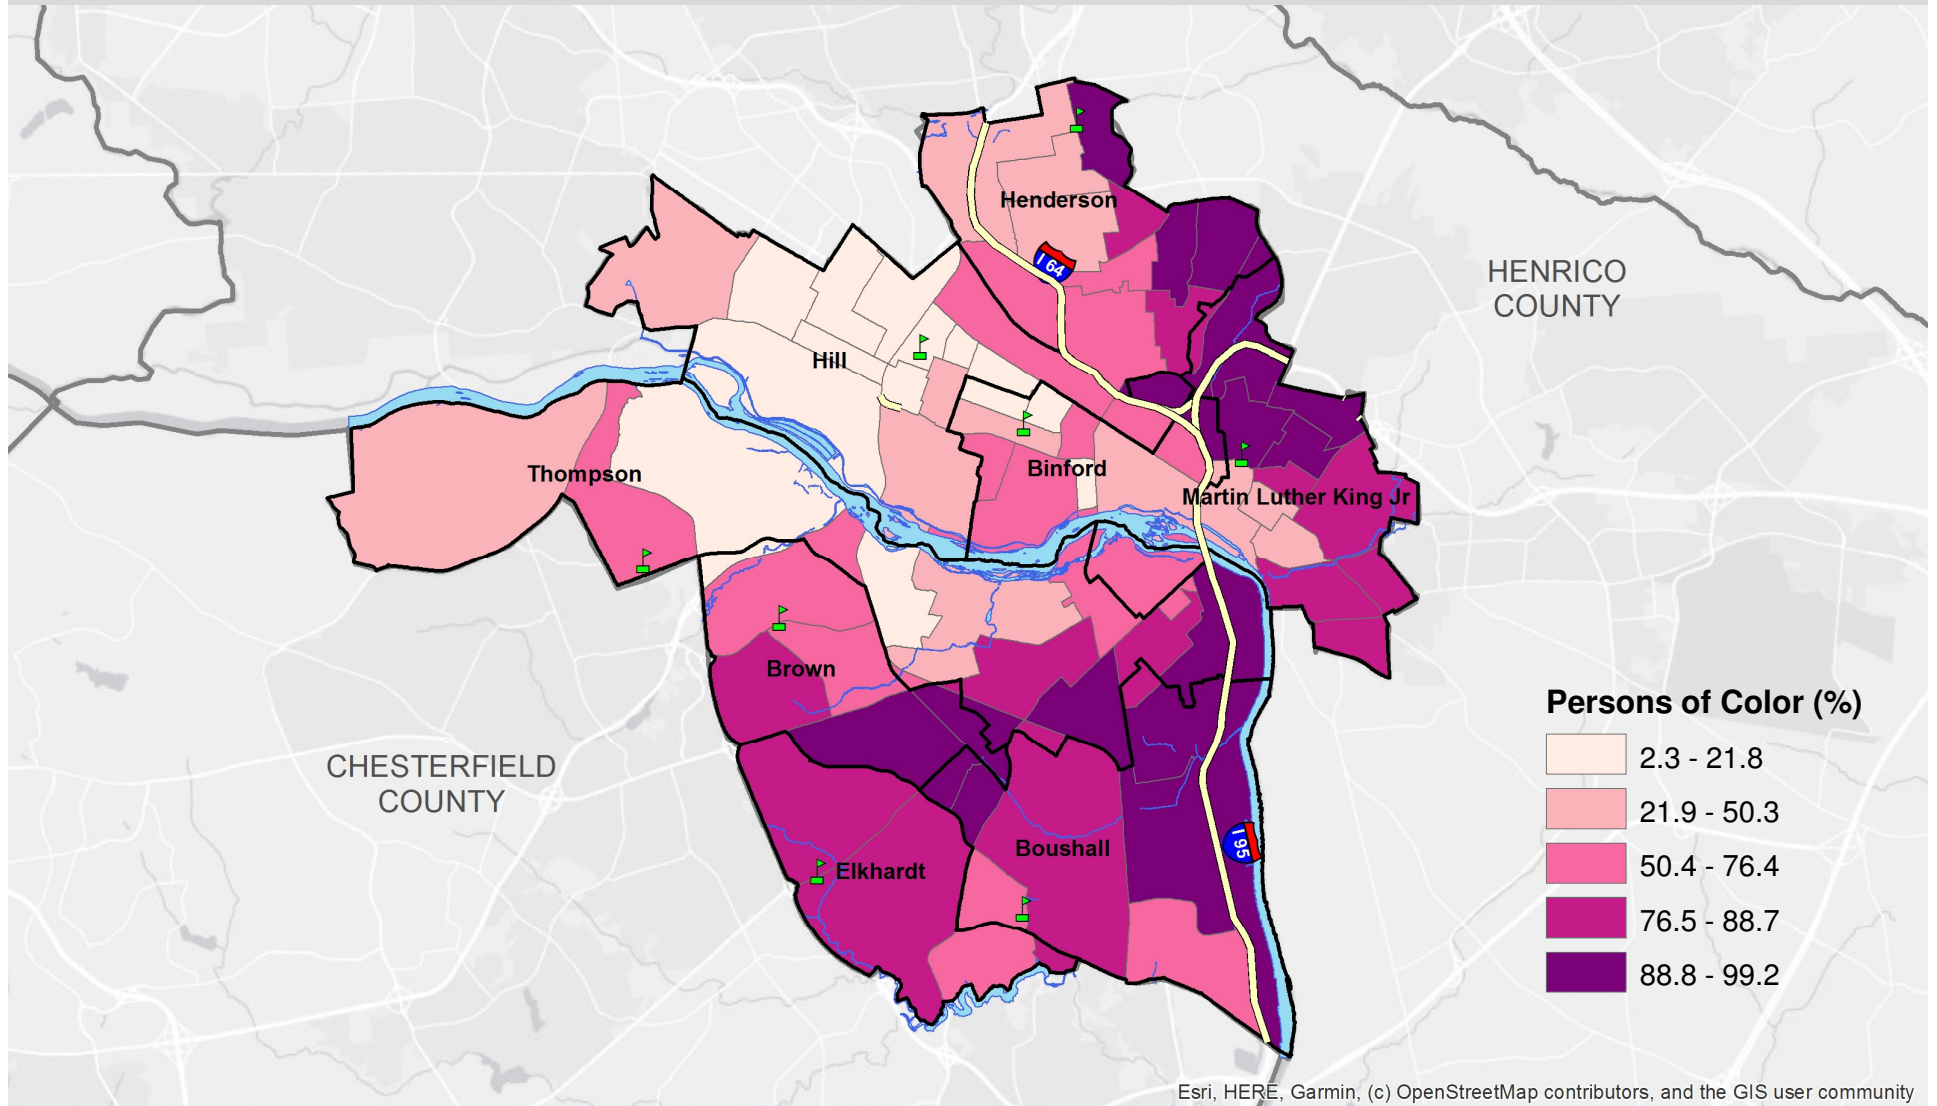 Henderson
I 64
HENRICO
COUNTY
Hill
Thompson
Binford
Martin Luther King Jr
Brown
CHESTERFIELD
COUNTY
Boushall
Elkhardt
I 95
Persons of Color (%)
2.3 - 21.8
21.9 - 50.3
50.4 - 76.4
76.5 - 88.7
88.8 - 99.2
Esri, HERE, Garmin, (c) OpenStreetMap contributors, and the GIS user community